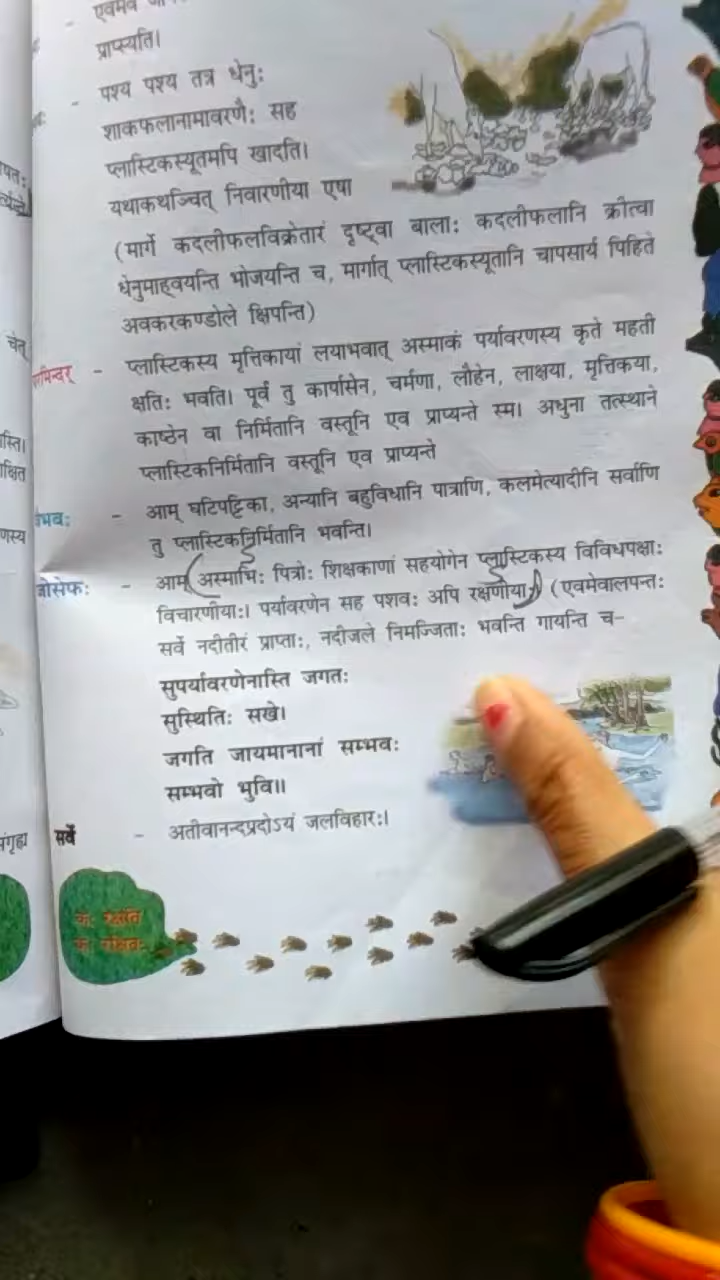 प्राप्स्यति।
- पश्य पश्य तत्र धेनुः
शाकफलानामावरणैः सह
प्लास्टिकस्यूतमपि खादति।
यथाकथञ्चित् निवारणीया एषा
(मार्गे कदलीफलविक्रेतारं दृष्ट्वा बालाः कदलीफलानि क्रीत्वा
धेनुमाह्वयन्ति भोजयन्ति च, मार्गात् प्लास्टिकस्यूतानि चापसार्य पिहिते
अवकरकण्डोले क्षिपन्ति)
- प्लास्टिकस्य मृत्तिकायां लयाभवात् अस्माकं पर्यावरणस्य कृते महती
क्षतिः भवति। पूर्वं तु कार्पासेन, चर्मणा, लौहेन, लाक्षया, मृत्तिकया,
काष्ठेन वा निर्मितानि वस्तूनि एव प्राप्यन्ते स्म। अधुना तत्स्थाने
प्लास्टिकनिर्मितानि वस्तूनि एव प्राप्यन्ते
- आम् घटिपट्टिका, अन्यानि बहुविधानि पात्राणि, कलमेत्यादीनि सर्वाणि
तु प्लास्टिकनिर्मितानि भवन्ति।
जोसेफः - आम् अस्माभिः पित्रोः शिक्षकाणां सहयोगेन प्लास्टिकस्य विविधपक्षाः
विचारणीयाः। पर्यावरणेन सह पशवः अपि रक्षणीयाः। (एवमेवालपन्तः
सर्वे नदीतीरं प्राप्ताः, नदीजले निमज्जिताः भवन्ति गायन्ति च-
सुपर्यावरणेनास्ति जगतः
सुस्थितिः सखे।
जगति जायमानानां सम्भवः
सम्भवो भुवि॥
सर्वे - अतीवानन्दप्रदोऽयं जलविहारः।
कः रक्षति
कः रक्षितः